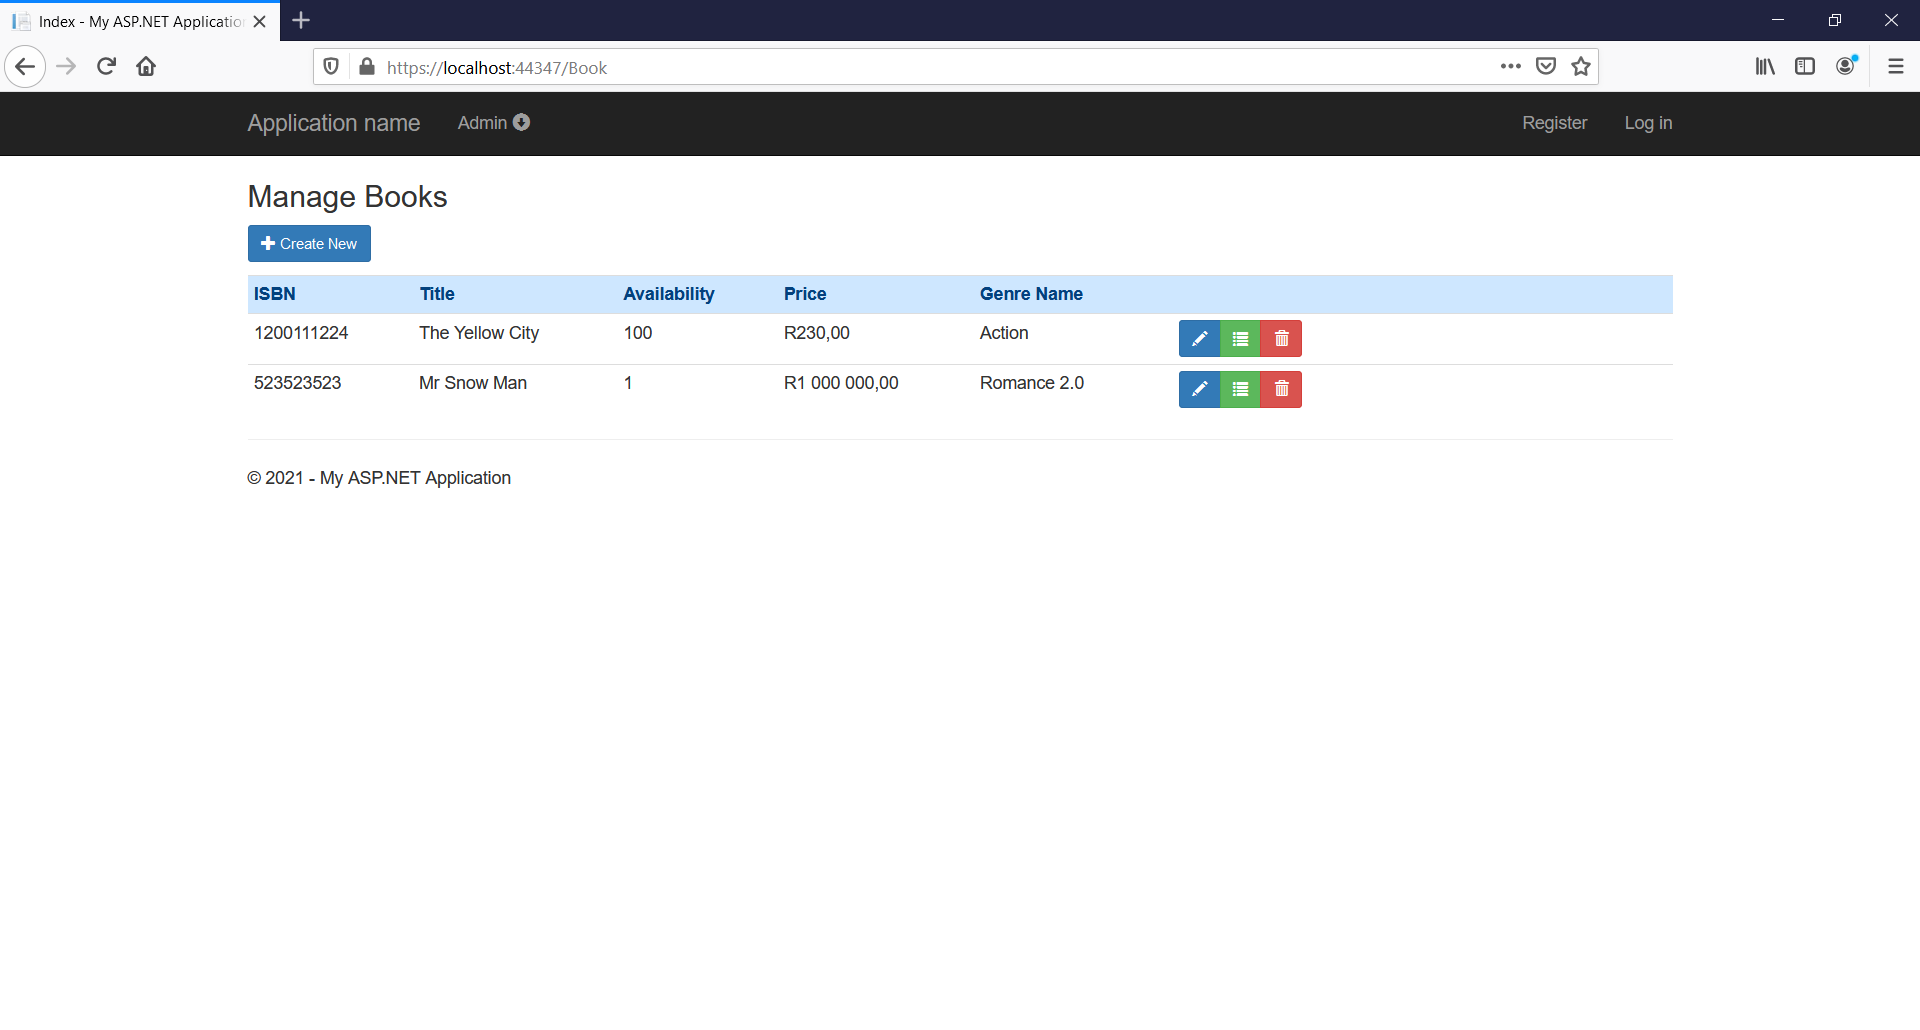 Index - My ASP.NET Application
https://localhost:44347/Book
Application name Admin Register Log in
Manage Books
Create New
ISBN Title Availability Price Genre Name
1200111224 The Yellow City 100 R230,00 Action
523523523 Mr Snow Man 1 R1 000 000,00 Romance 2.0
© 2021 - My ASP.NET Application